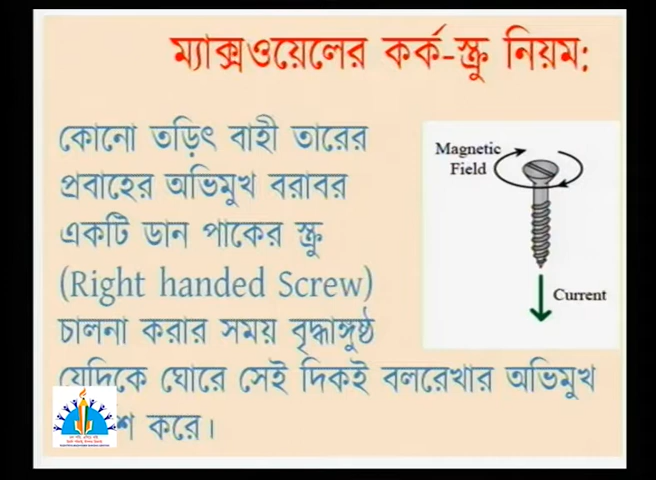 ম্যাক্সওয়েলের কর্ক-স্ক্রু নিয়ম:
কোনো তড়িৎ বাহী তারের
প্রবাহের অভিমুখ বরাবর
একটি ডান পাকের স্ক্রু
(Right handed Screw)
চালনা করার সময় বৃদ্ধাঙ্গুষ্ঠ
যেদিকে ঘোরে সেই দিকই বলরেখার অভিমুখ
করে।
Magnetic
Field
Current